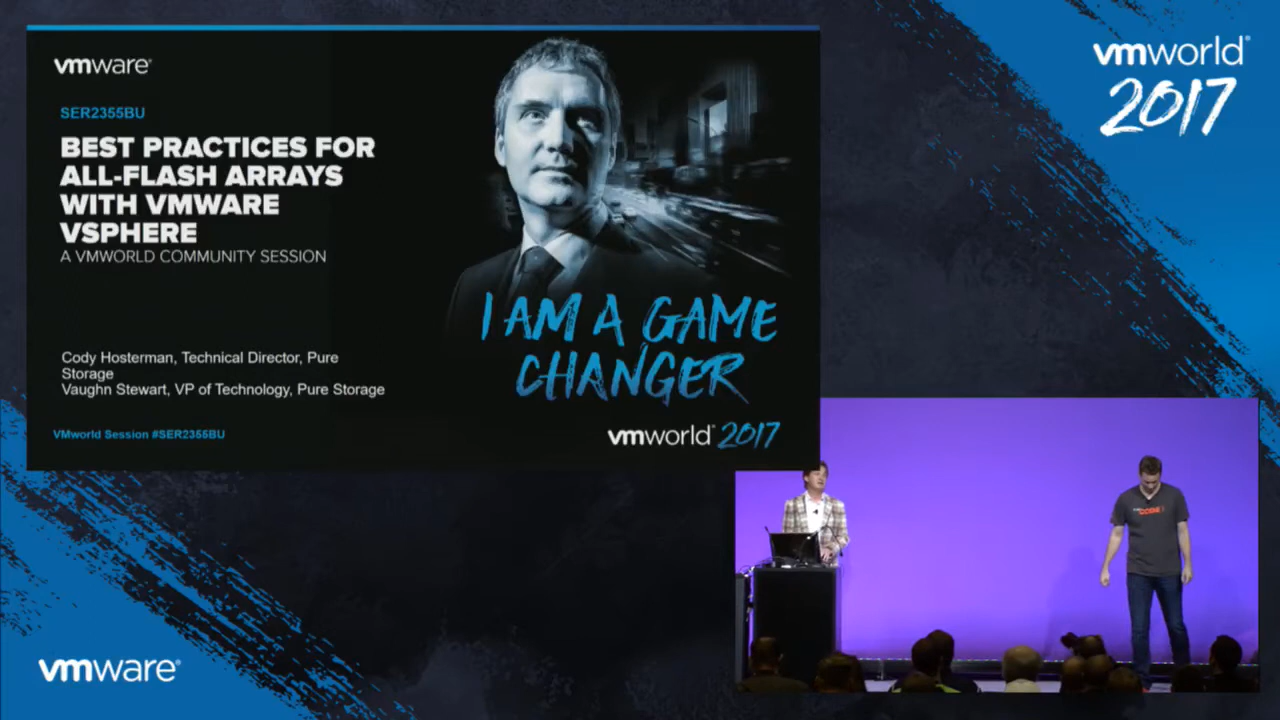 vmware
SER2355BU
BEST PRACTICES FOR
ALL-FLASH ARRAYS
WITH VMWARE
VSPHERE
A VMWORLD COMMUNITY SESSION
I AM A GAME
CHANGER
Cody Hosterman, Technical Director, Pure
Storage
Vaughn Stewart, VP of Technology, Pure Storage
VMworld Session #SER2355BU
vmworld 2017
vmworld®
2017
vmware®